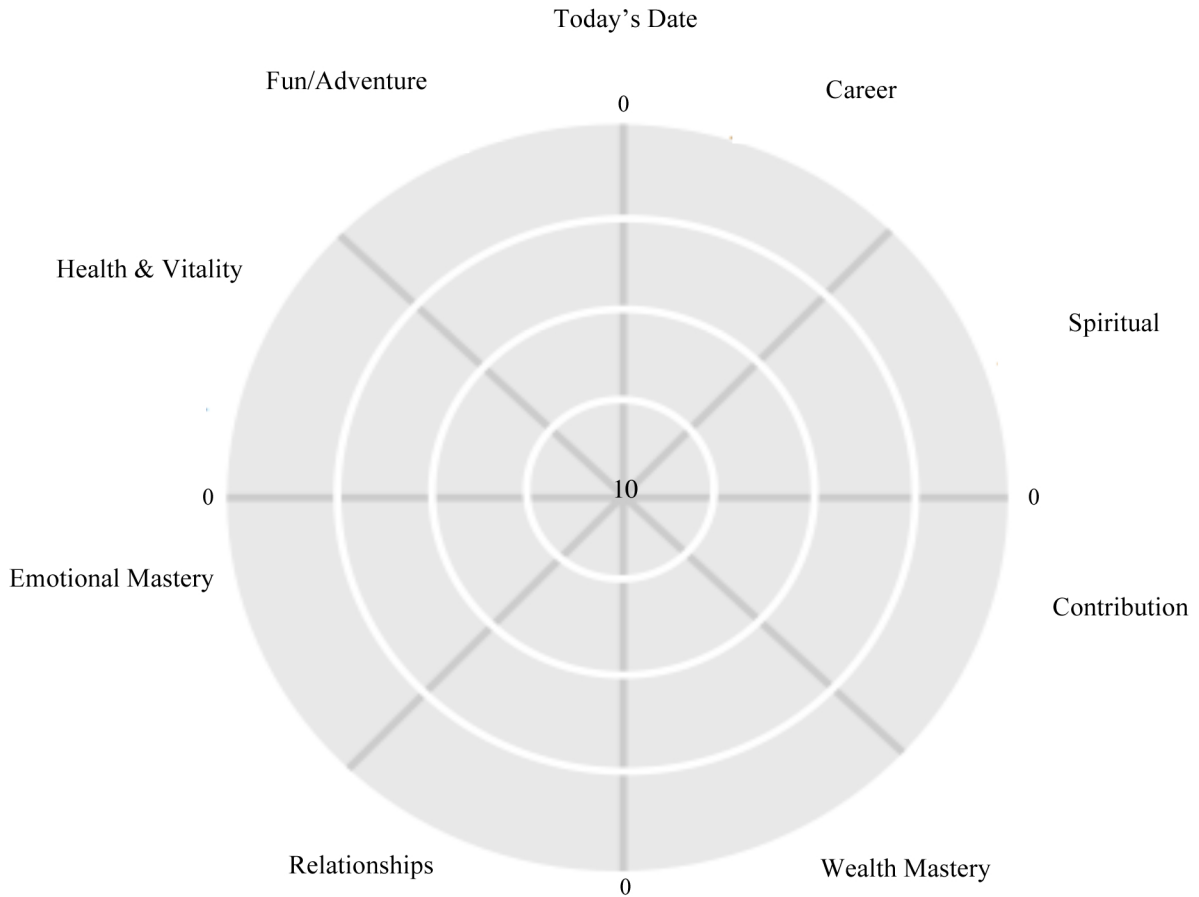 Today’s Date
Fun/Adventure
Career
0
Health & Vitality
Spiritual
10
0
0
Emotional Mastery
Contribution
Relationships
Wealth Mastery
0